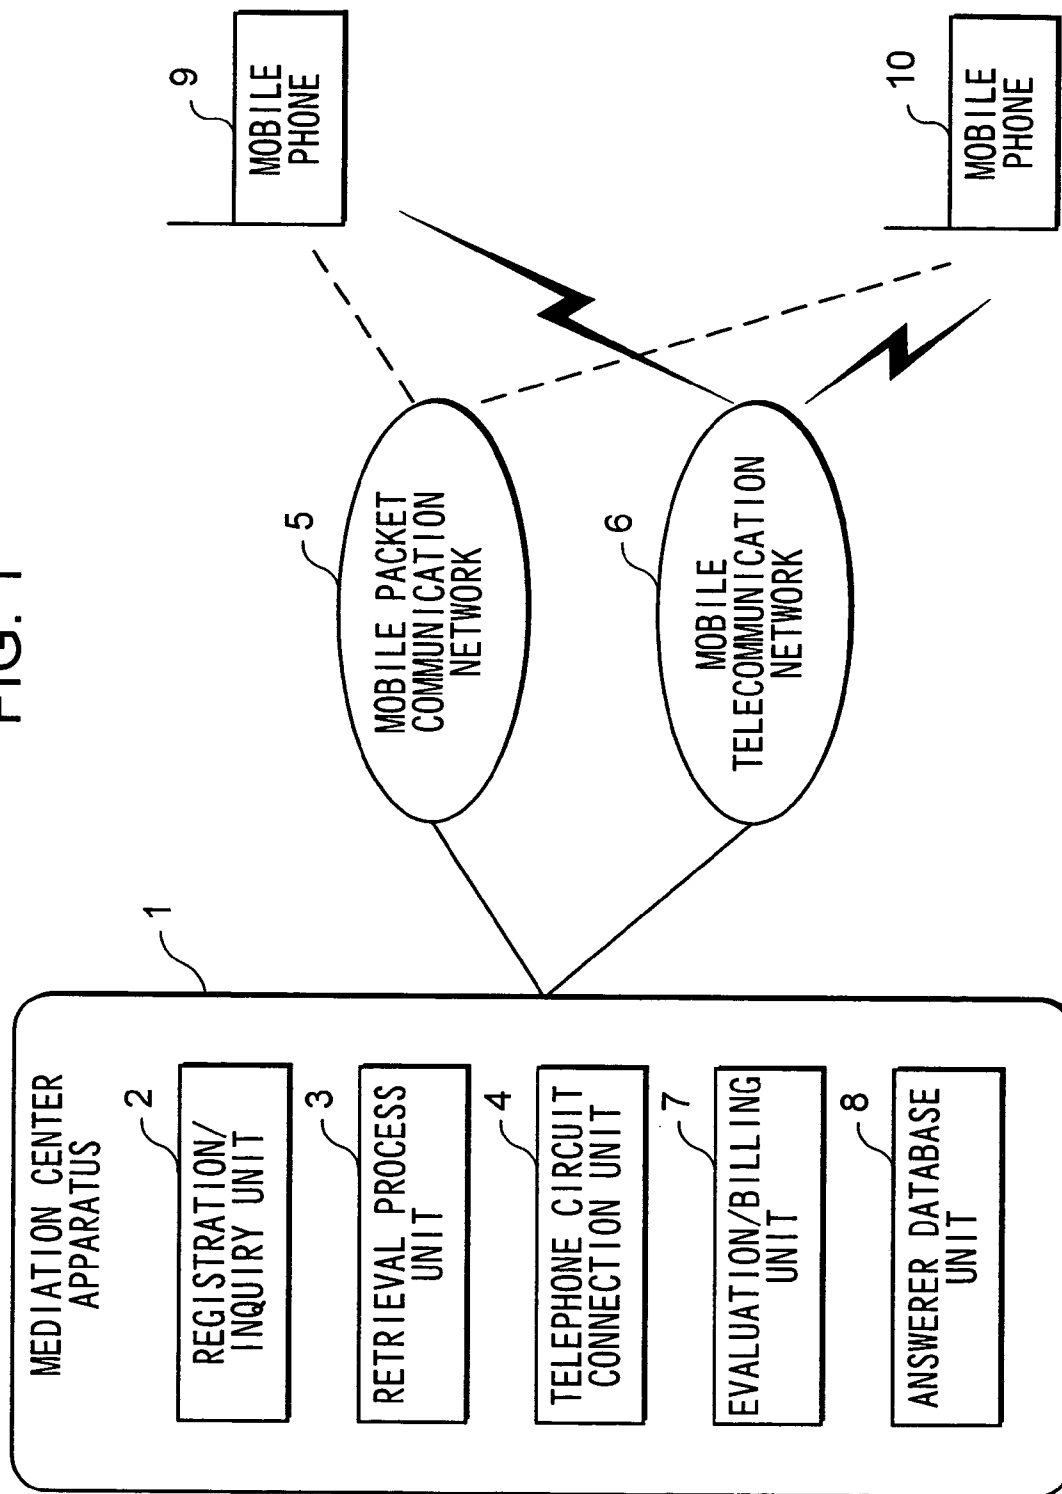 FIG. 1
MEDIATION CENTER
APPARATUS
1
2
REGISTRATION/
INQUIRY UNIT
3
RETRIEVAL PROCESS
UNIT
4
TELEPHONE CIRCUIT
CONNECTION UNIT
7
EVALUATION/BILLING
UNIT
8
ANSWERER DATABASE
UNIT
5
MOBILE PACKET
COMMUNICATION
NETWORK
6
MOBILE
TELECOMMUNICATION
NETWORK
9
MOBILE
PHONE
10
MOBILE
PHONE